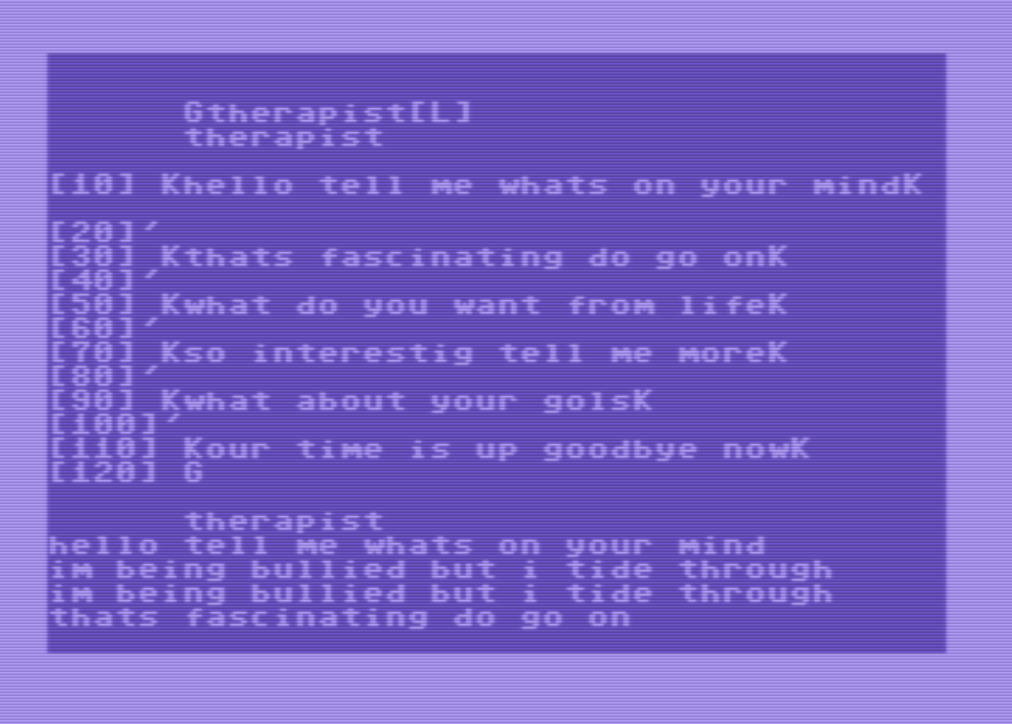 Gtherapist[L]
therapist
[10] Khello tell me whats on your mindK
[20]´
[30] Kthats fascinating do go onK
[40]´
[50] Kwhat do you want from lifeK
[60]´
[70] Kso interestig tell me moreK
[80]´
[90] Kwhat about your golsK
[100]´
[110] Kour time is up goodbye nowK
[120] G
therapist
hello tell me whats on your mind
im being bullied but i tide through
im being bullied but i tide through
thats fascinating do go on